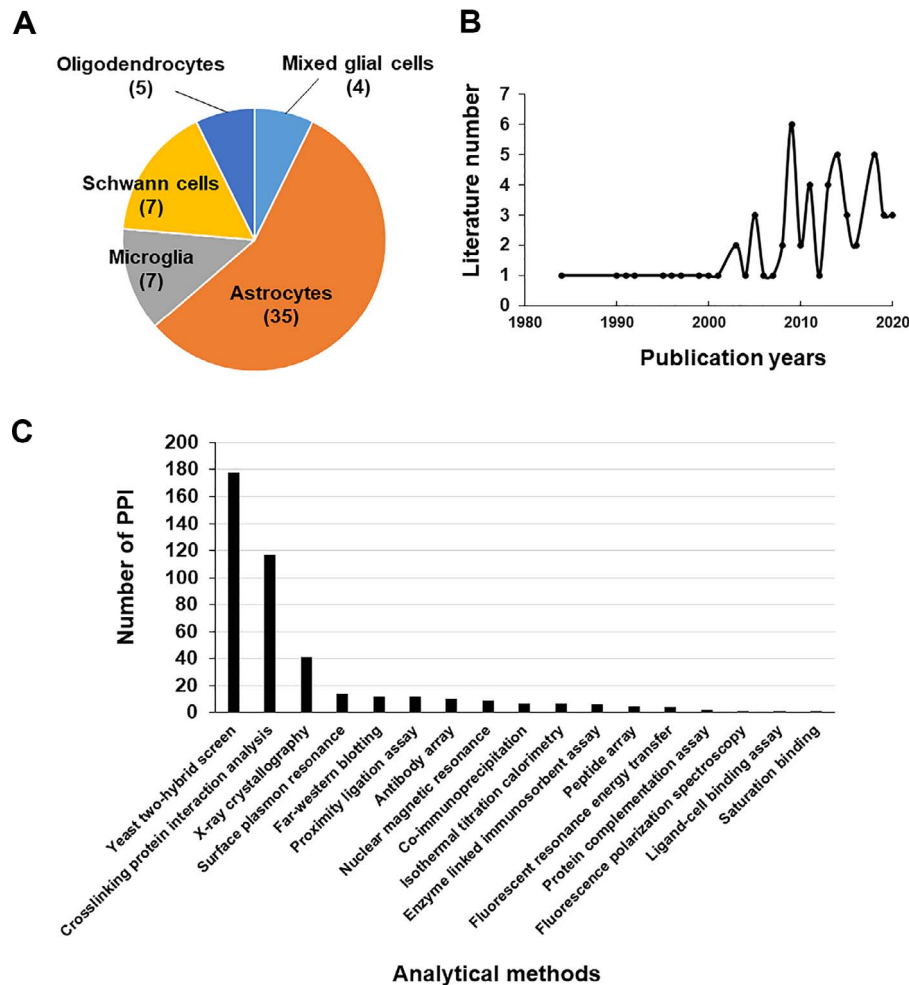 A
Oligodendrocytes
(5)
Mixed glial cells
(4)
Schwann cells
(7)
Microglia
(7)
Astrocytes
(35)
B
Literature number
7
6
5
4
3
2
1
0
1980
1990
2000
2010
2020
Publication years
C
Number of PPI
200
180
160
140
120
100
80
60
40
20
0
Yeast two-hybrid screen
Crosslinking protein interaction analysis
X-ray crystalography
Surface plasmon resonance
Far-western blotting
Proximity ligation assay
Antibody array
Nuclear magnetic resonance
Co-immunoprecipitation
Isothermal titration calorimetry
Enzyme linked immunosorbent assay
Peptide array
Fluorescent resonance energy transfer
Protein complementation assay
Fluorescence polarization spectroscopy
Ligand-cell binding assay
Saturation binding
Analytical methods